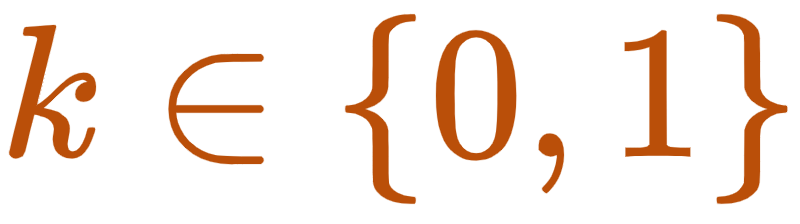 k ∈ {0, 1}